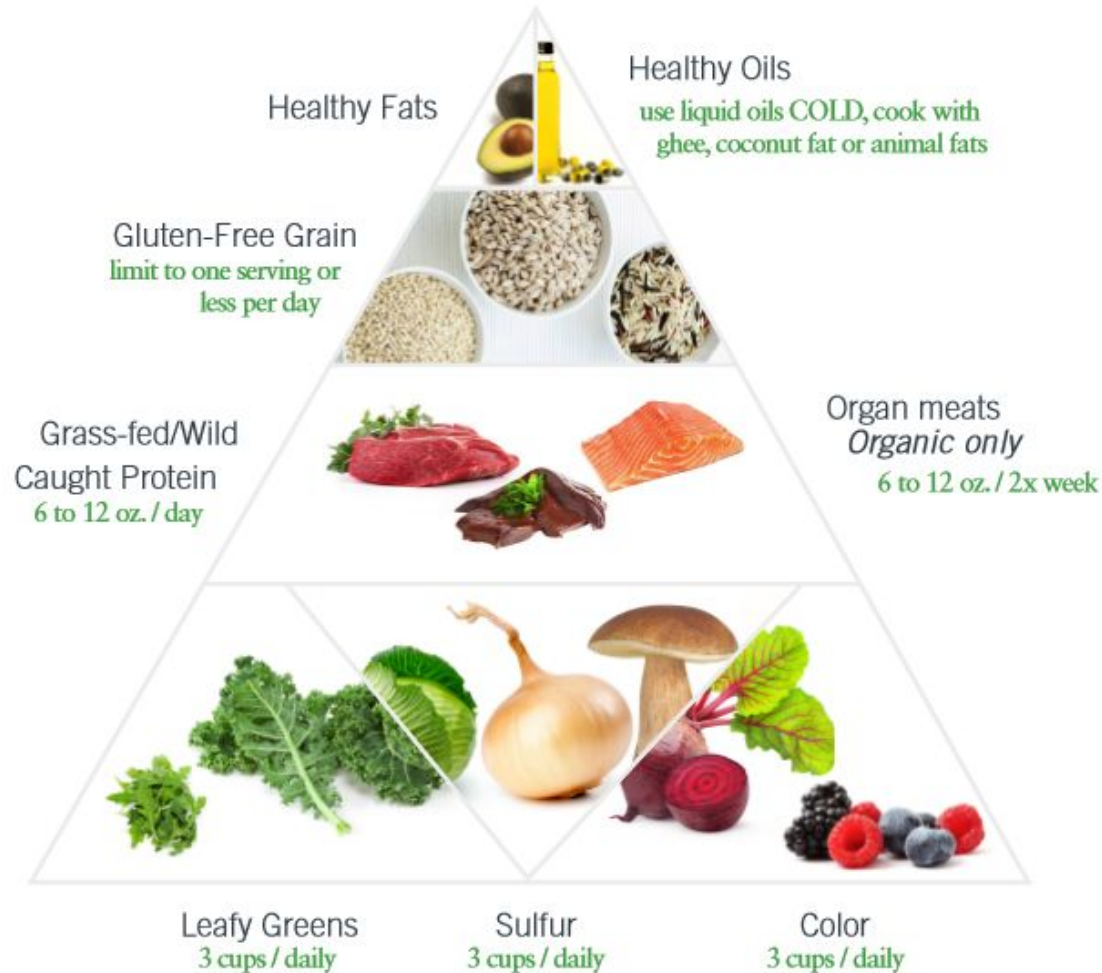 Healthy Fats
Healthy Oils
use liquid oils COLD, cook with
ghee, coconut fat or animal fats
Gluten-Free Grain
limit to one serving or
less per day
Grass-fed/Wild
Caught Protein
6 to 12 oz. / day
Organ meats
Organic only
6 to 12 oz. / 2x week
Leafy Greens
3 cups / daily
Sulfur
3 cups / daily
Color
3 cups / daily